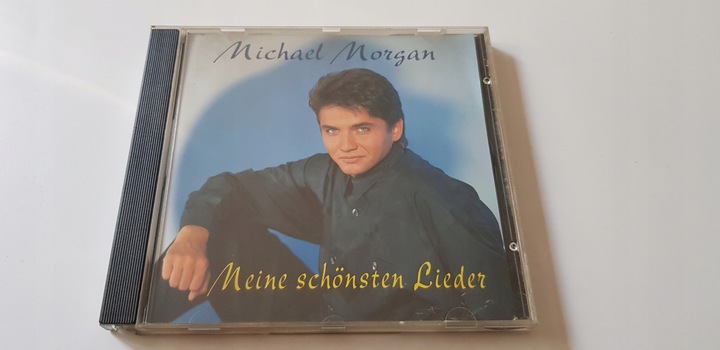 Michael Morgan
Meine schönsten Lieder